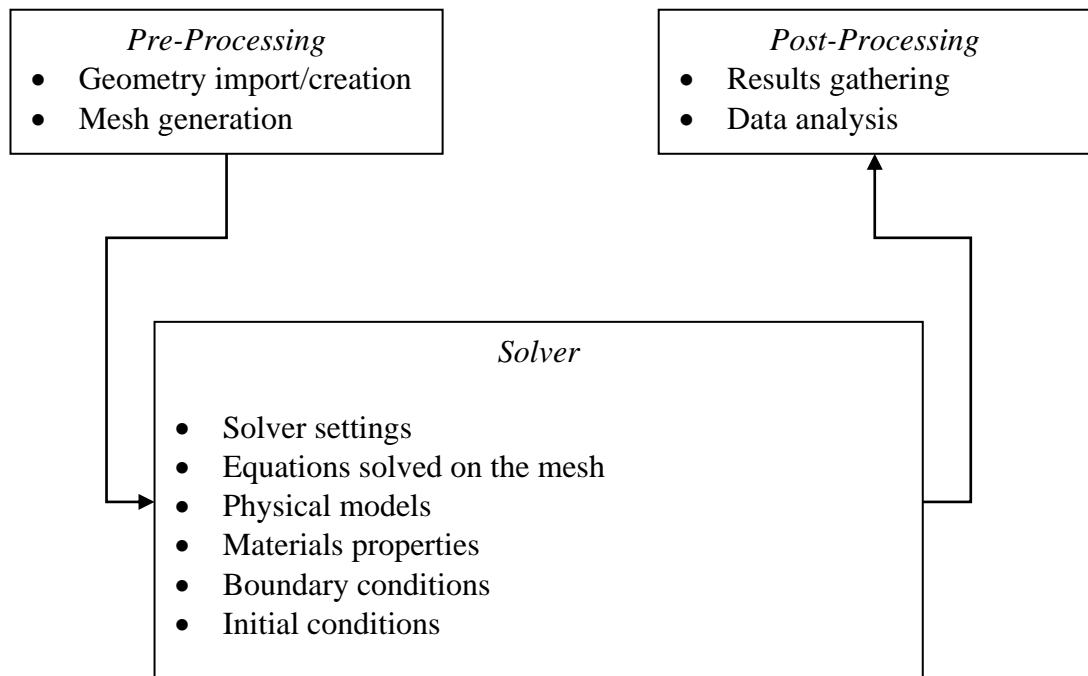 Pre-Processing
• Geometry import/creation
• Mesh generation
Post-Processing
• Results gathering
• Data analysis
Solver
• Solver settings
• Equations solved on the mesh
• Physical models
• Materials properties
• Boundary conditions
• Initial conditions